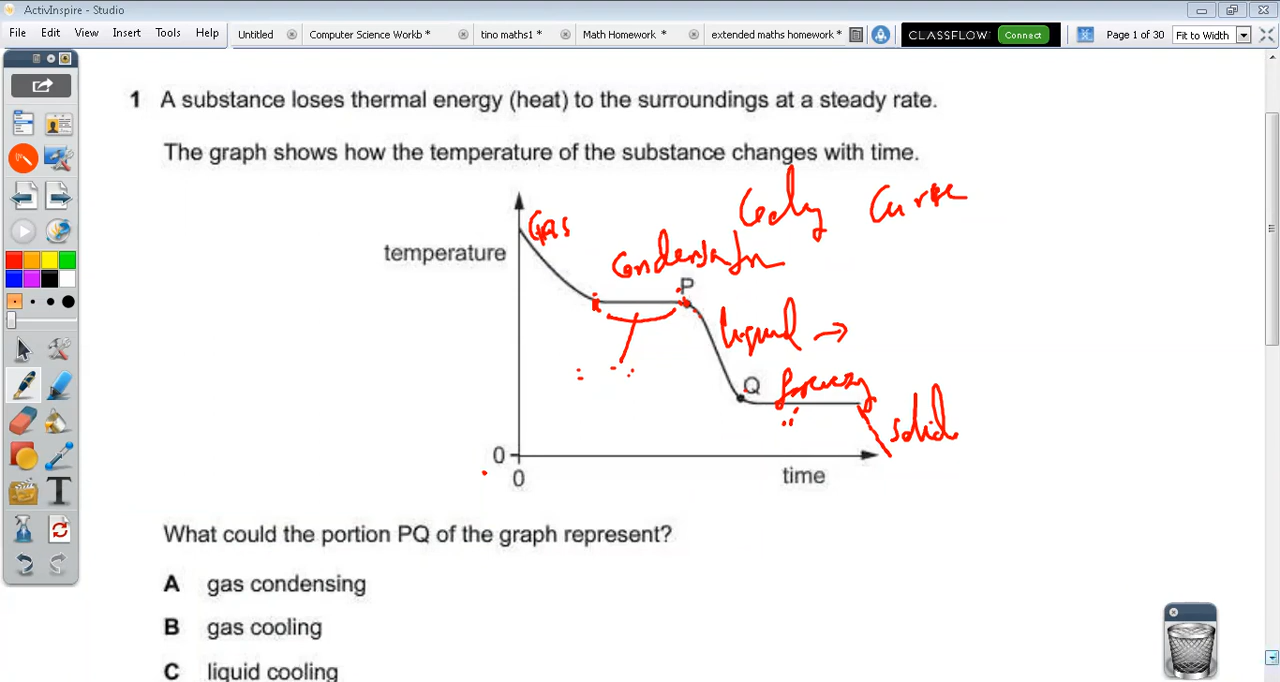 ActivInspire - Studio
File Edit View Insert Tools Help Untitled Computer Science Workb * tino maths1 * Math Homework * extended maths homework * CLASSFLOW Connect Page 1 of 30 Fit to Width
1 A substance loses thermal energy (heat) to the surroundings at a steady rate.
The graph shows how the temperature of the substance changes with time.
Curve
Gas
temperature
P
liquid →
Q
solid
0
0
time
What could the portion PQ of the graph represent?
A gas condensing
B gas cooling
C liquid cooling